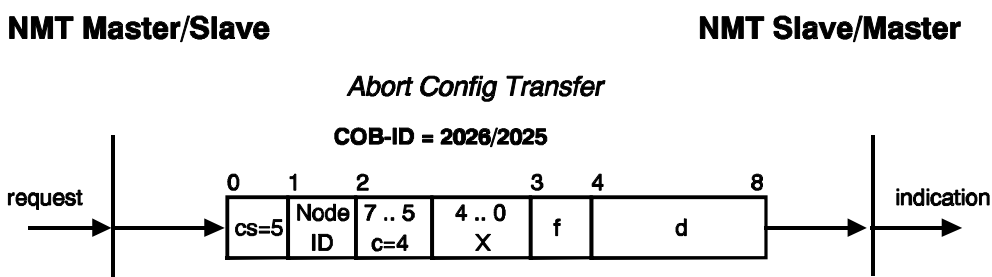 NMT Master/Slave NMT Slave/Master
Abort Config Transfer
COB-ID = 2026/2025
0 1 2 3 4 8
request indication
cs=5 Node ID 7 .. 5 c=4 4 .. 0 X f d